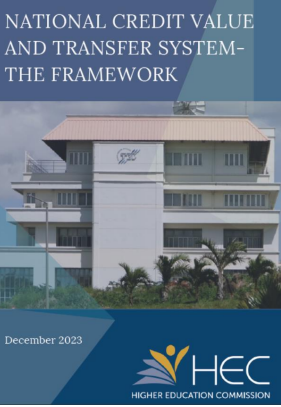 NATIONAL CREDIT VALUE
AND TRANSFER SYSTEM-
THE FRAMEWORK
December 2023
HEC
HIGHER EDUCATION COMMISSION